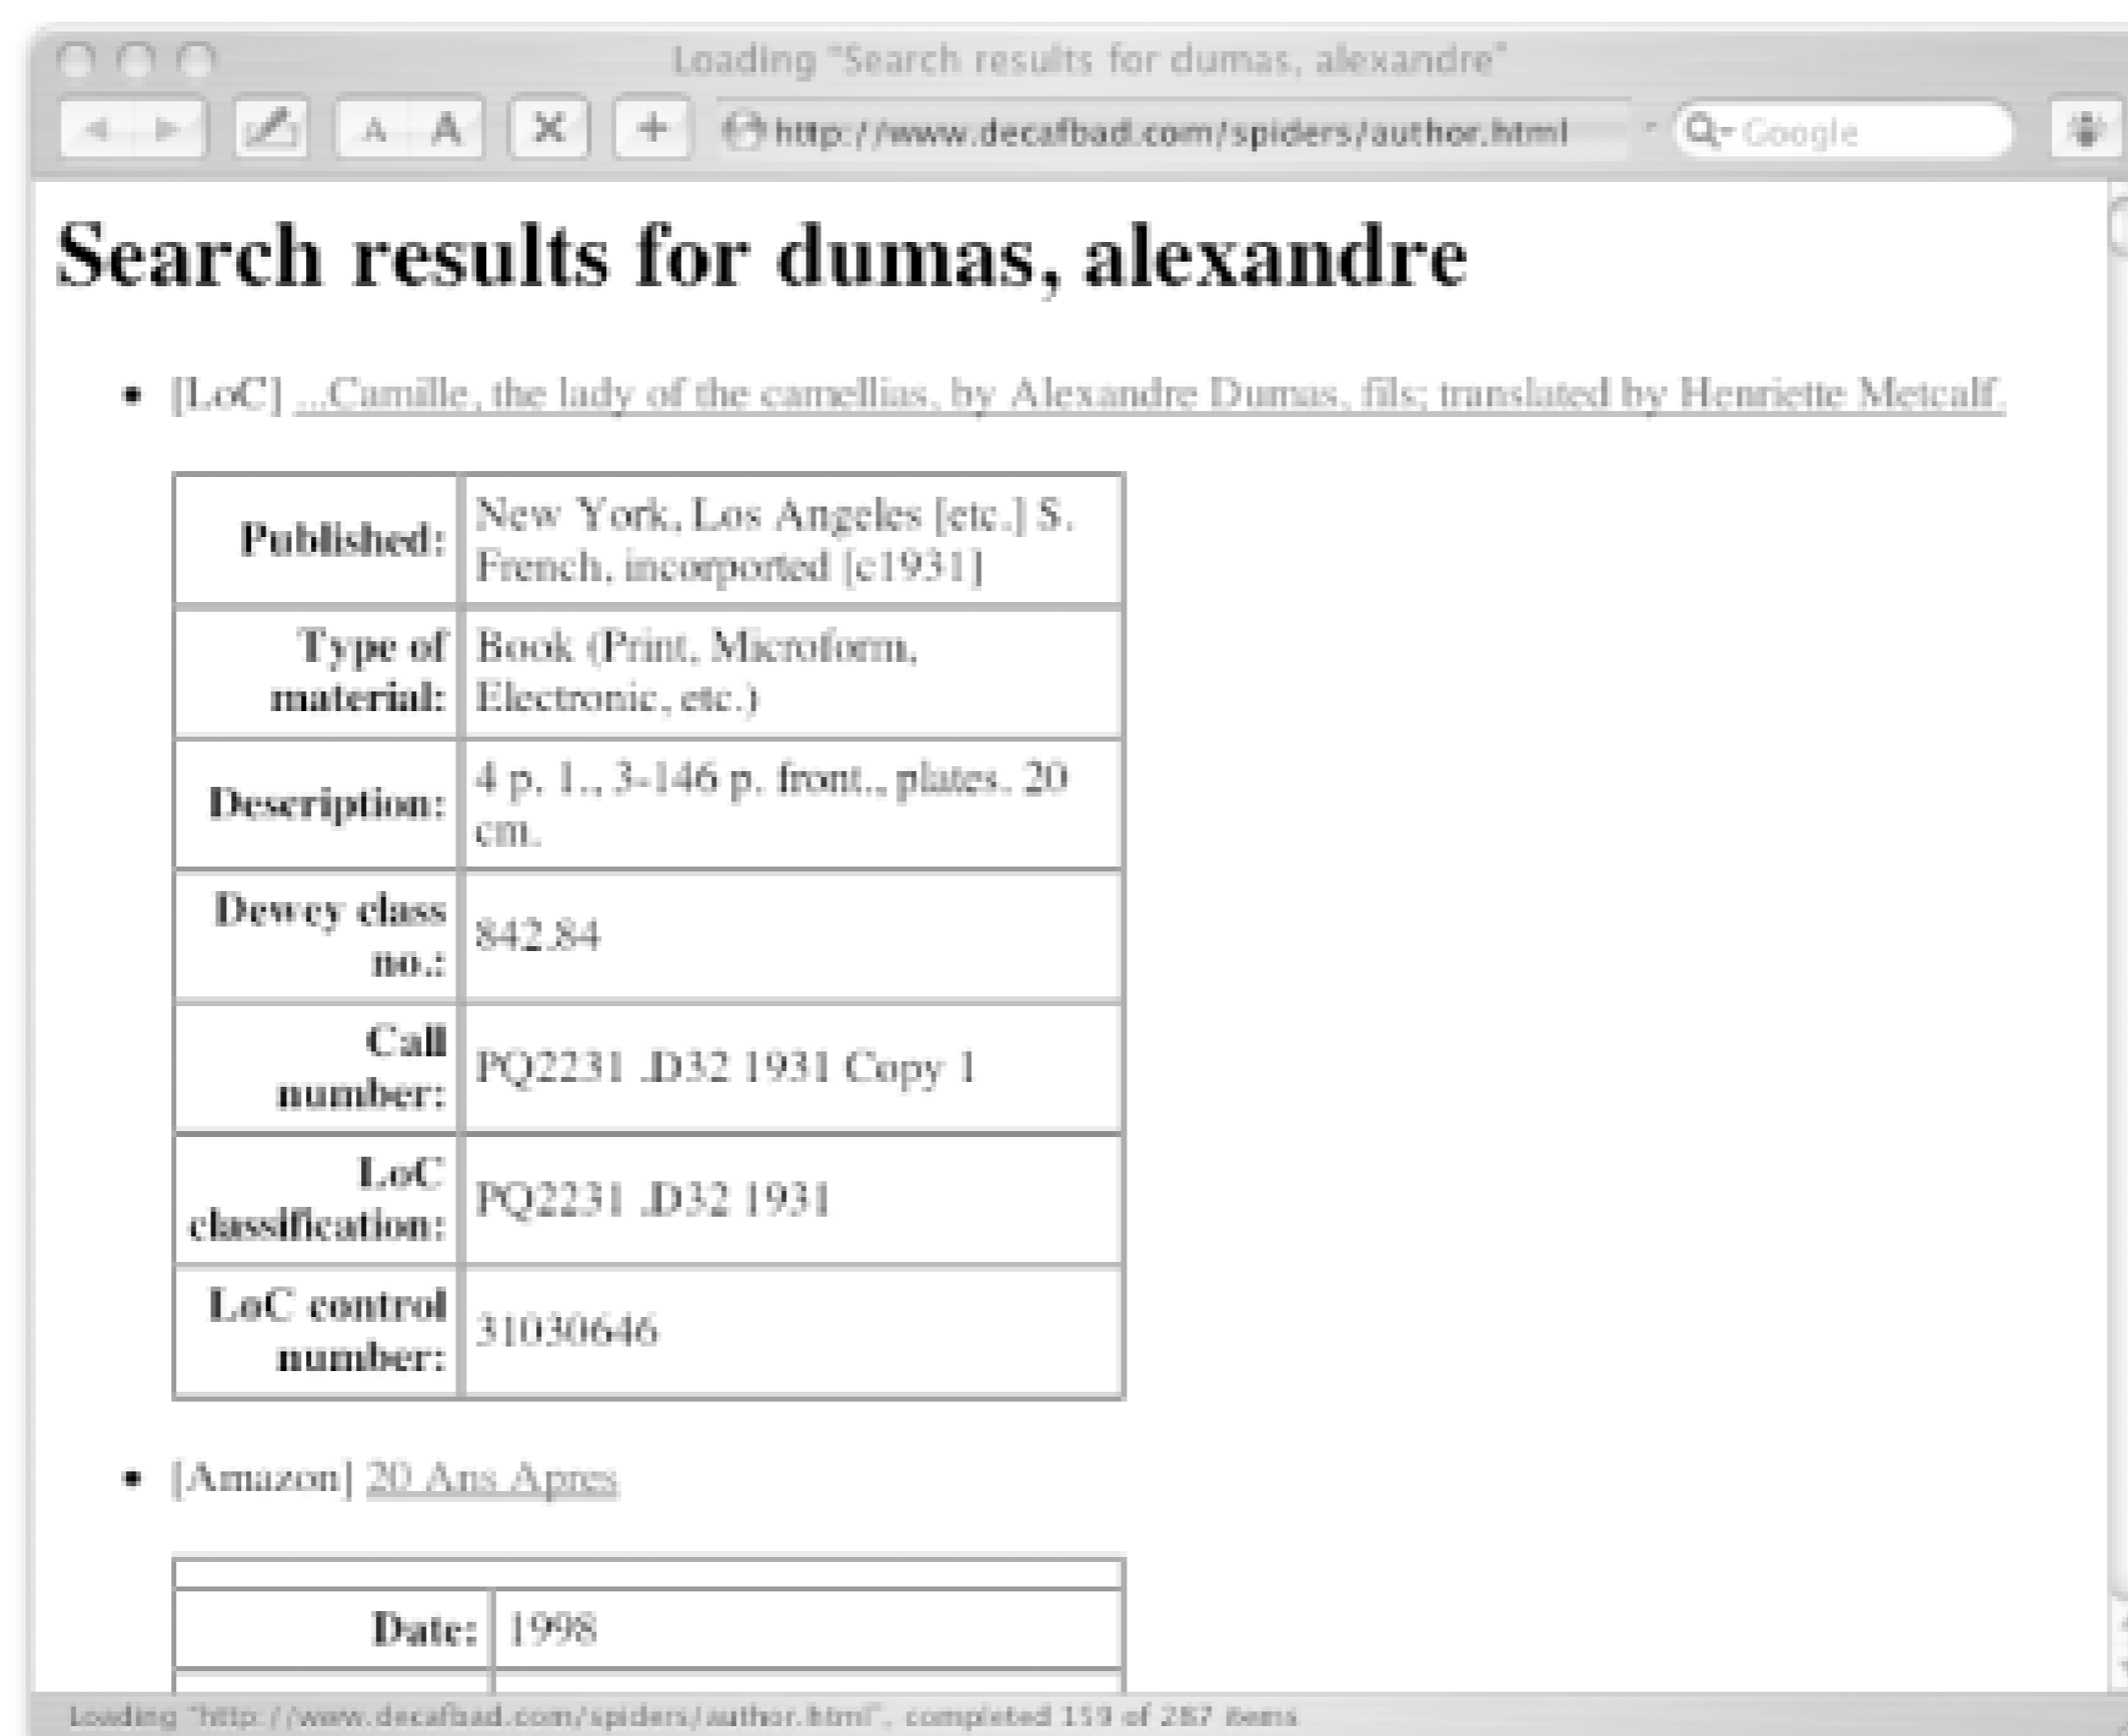 Loading "Search results for dumas, alexandre"
A A X + http://www.decafbad.com/spiders/author.html Google
Search results for dumas, alexandre
• [LoC] ...Camille, the lady of the camellias, by Alexandre Dumas, fils; translated by Henriette Metcalf.
Published: New York, Los Angeles [etc.] S.
French, incorported [c1931]
Type of material: Book (Print, Microform,
Electronic, etc.)
Description: 4 p. l., 3-146 p. front., plates. 20
cm.
Dewey class
no.: 842.84
Call
number: PQ2231 .D32 1931 Copy 1
LoC
classification: PQ2231 .D32 1931
LoC control
number: 31030646
• [Amazon] 20 Ans Apres
Date: 1998
Loading "http://www.decafbad.com/spiders/author.html", completed 159 of 287 items